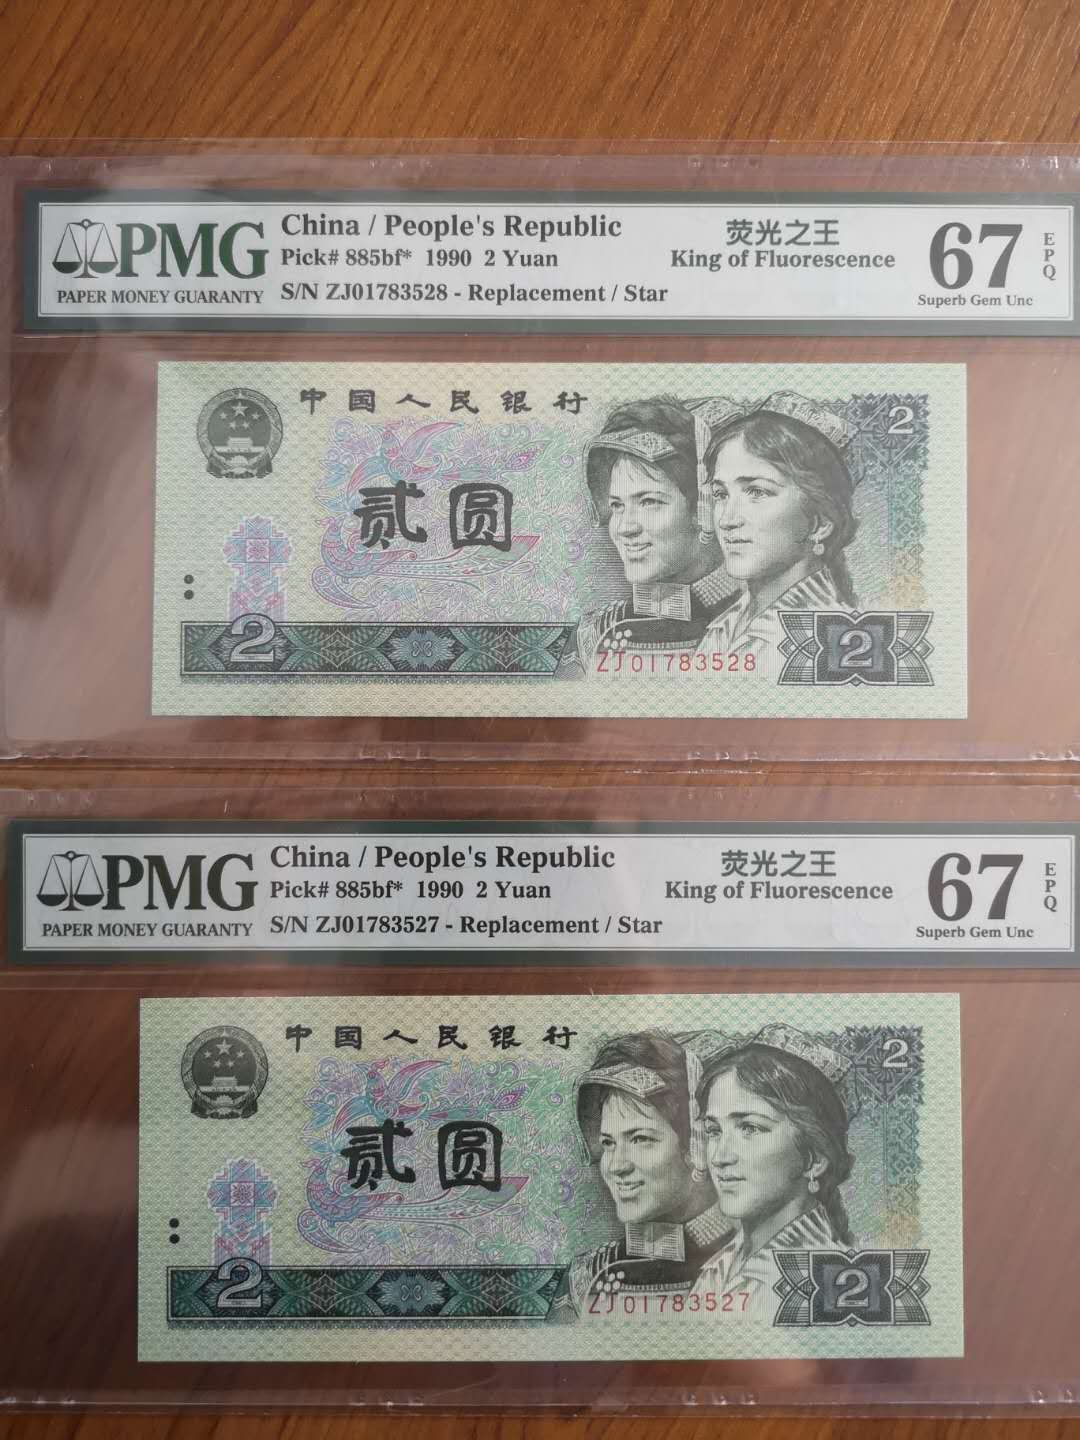 PMG
PAPER MONEY GUARANTY
China / People's Republic
Pick# 885bf* 1990 2 Yuan
S/N ZJ01783528 - Replacement / Star
荧光之王
King of Fluorescence
67
EPQ
Superb Gem Unc
中国人民银行
2
贰圆
2
ZJ01783528
2
PMG
PAPER MONEY GUARANTY
China / People's Republic
Pick# 885bf* 1990 2 Yuan
S/N ZJ01783527 - Replacement / Star
荧光之王
King of Fluorescence
67
EPQ
Superb Gem Unc
中国人民银行
2
贰圆
2
ZJ01783527
2